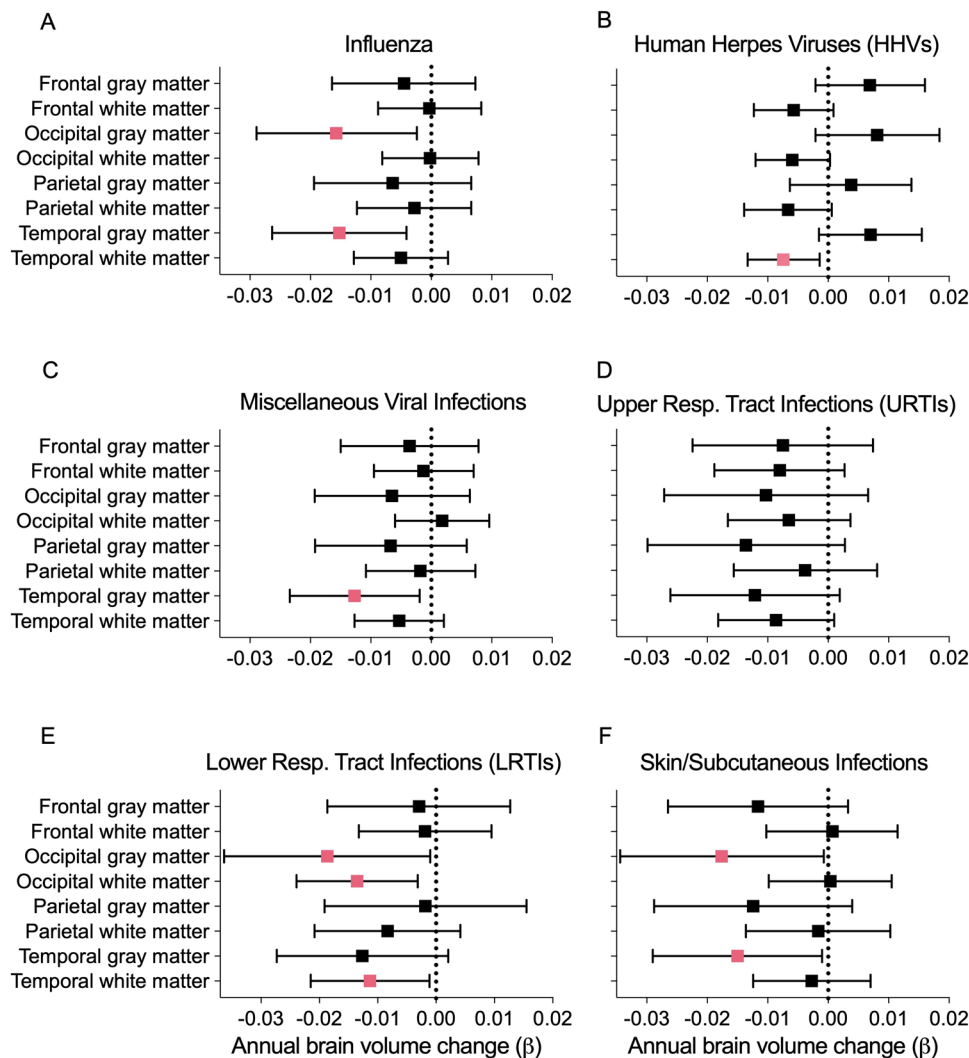 A
Influenza
Frontal gray matter
Frontal white matter
Occipital gray matter
Occipital white matter
Parietal gray matter
Parietal white matter
Temporal gray matter
Temporal white matter
-0.03 -0.02 -0.01 0.00 0.01 0.02
B
Human Herpes Viruses (HHVs)
-0.03 -0.02 -0.01 0.00 0.01 0.02
C
Miscellaneous Viral Infections
Frontal gray matter
Frontal white matter
Occipital gray matter
Occipital white matter
Parietal gray matter
Parietal white matter
Temporal gray matter
Temporal white matter
-0.03 -0.02 -0.01 0.00 0.01 0.02
D
Upper Resp. Tract Infections (URTIs)
-0.03 -0.02 -0.01 0.00 0.01 0.02
E
Lower Resp. Tract Infections (LRTIs)
Frontal gray matter
Frontal white matter
Occipital gray matter
Occipital white matter
Parietal gray matter
Parietal white matter
Temporal gray matter
Temporal white matter
-0.03 -0.02 -0.01 0.00 0.01 0.02
Annual brain volume change (β)
F
Skin/Subcutaneous Infections
-0.03 -0.02 -0.01 0.00 0.01 0.02
Annual brain volume change (β)